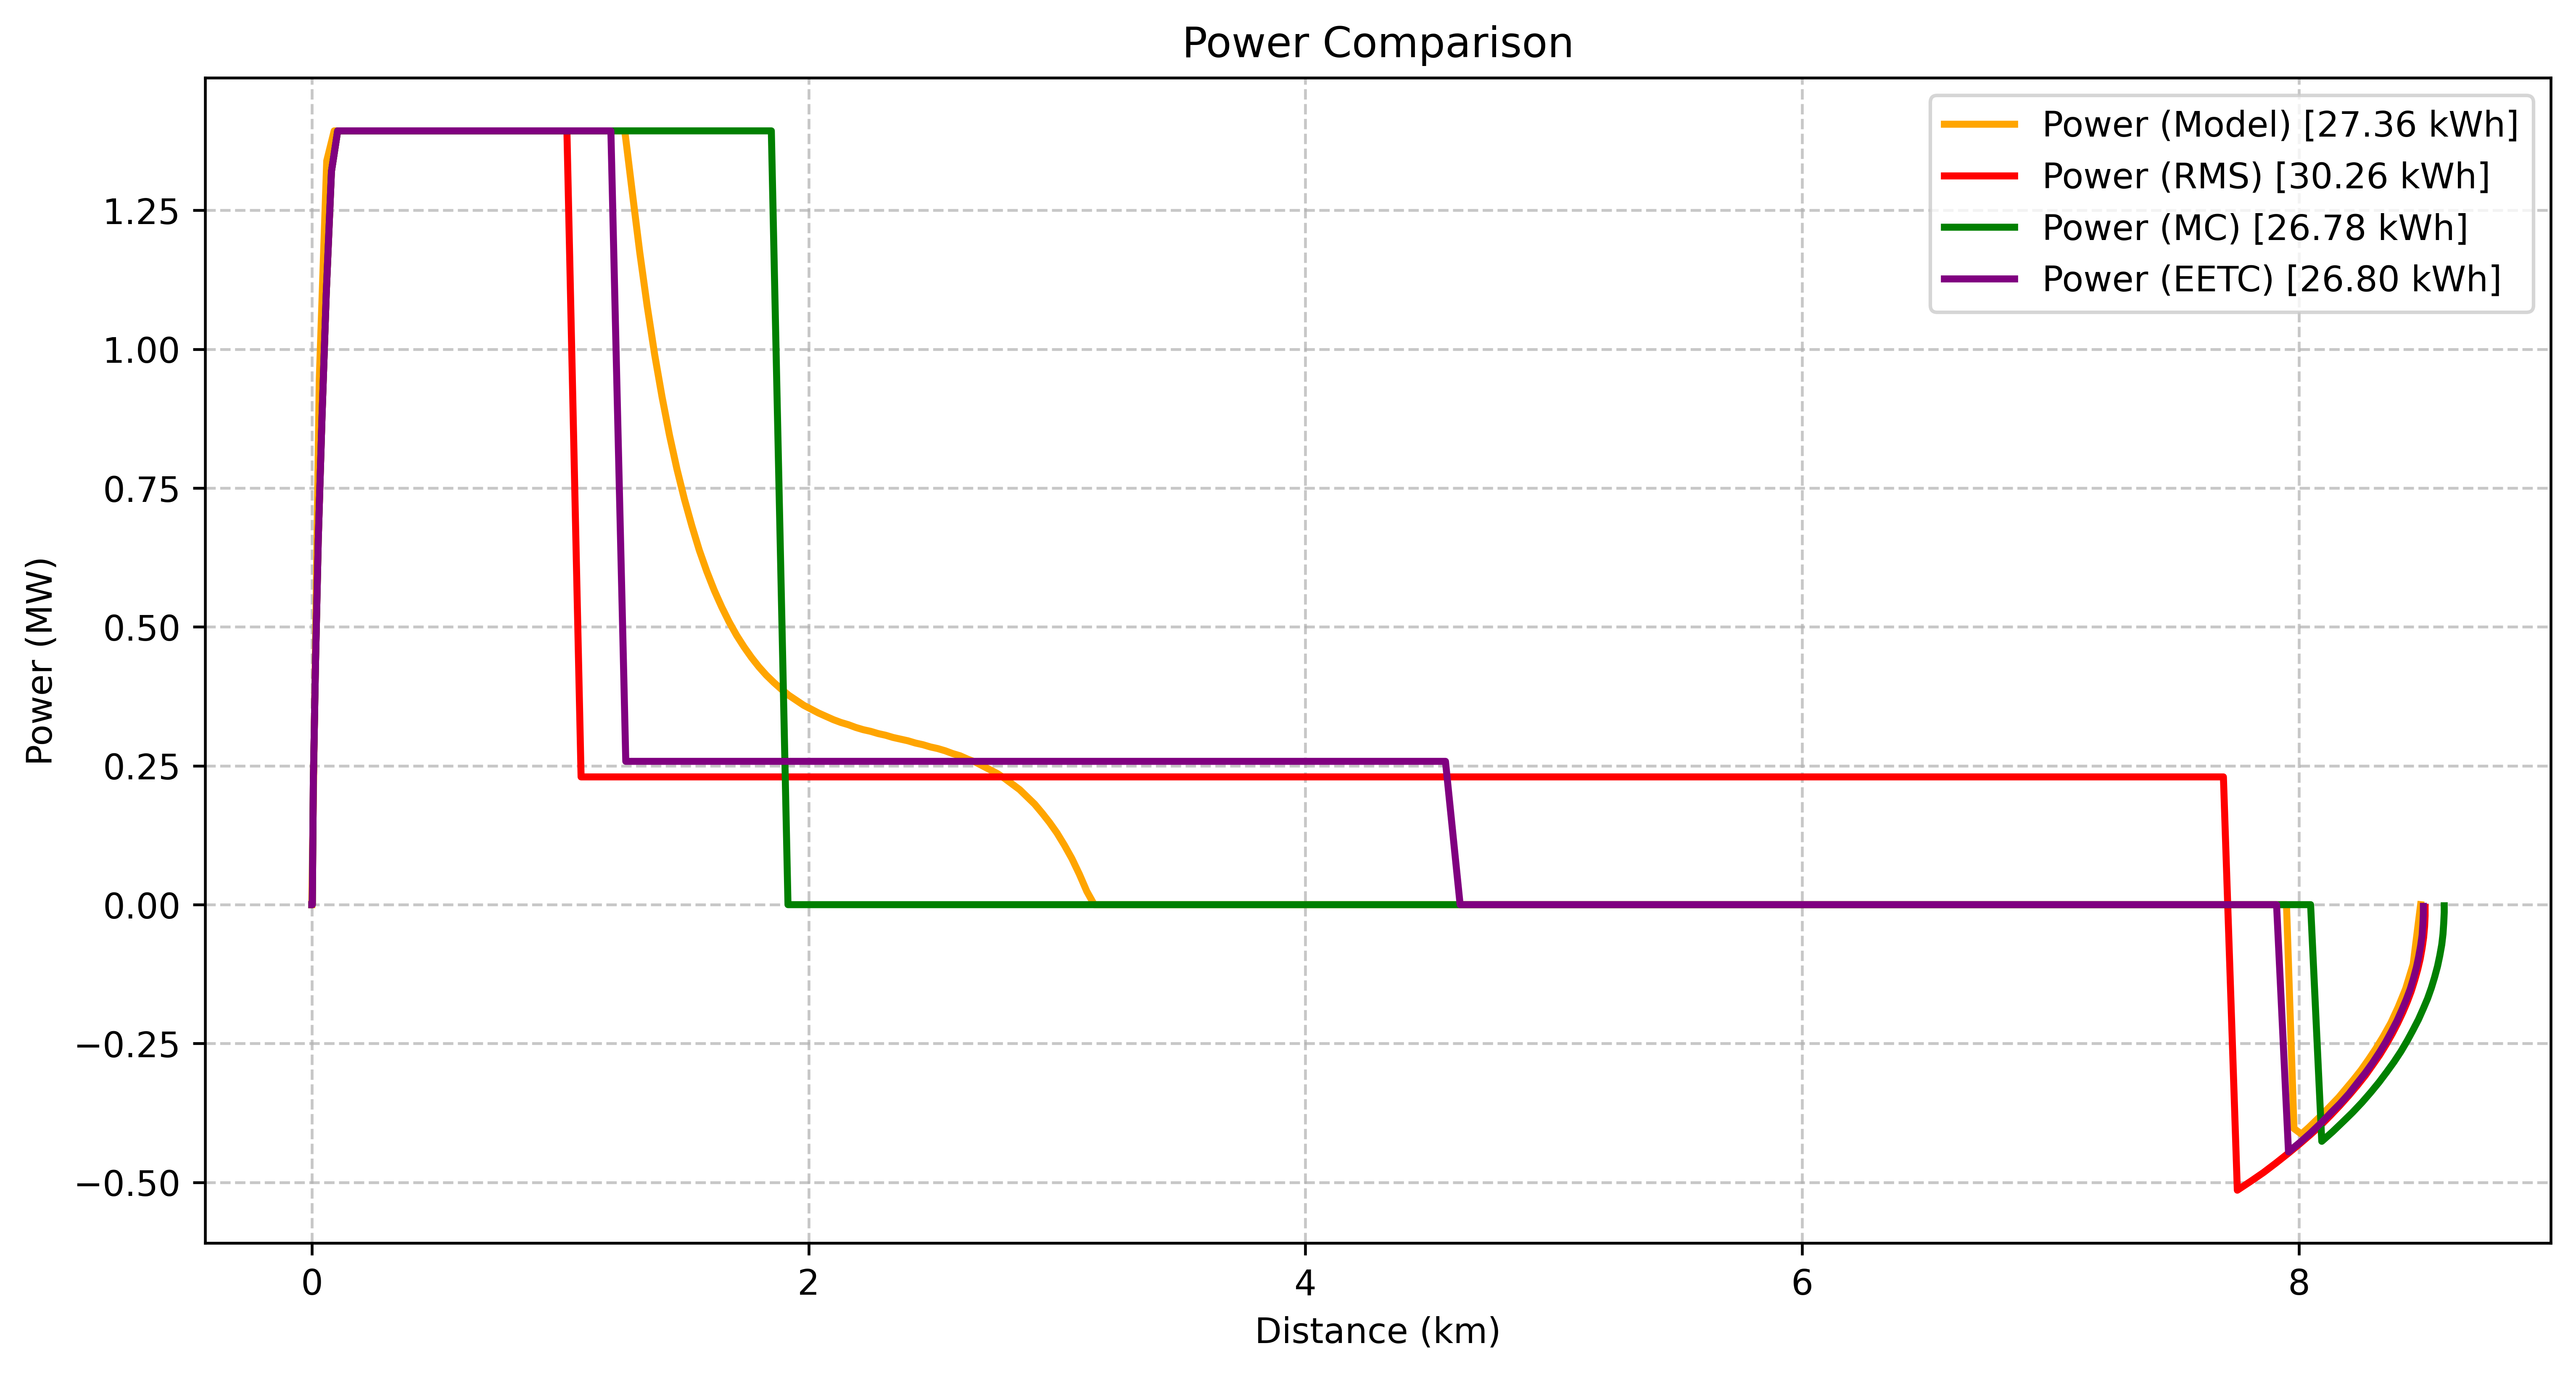 Power Comparison
Power (Model) [27.36 kWh]
Power (RMS) [30.26 kWh]
Power (MC) [26.78 kWh]
Power (EETC) [26.80 kWh]
Power (MW)
1.25
1.00
0.75
0.50
0.25
0.00
−0.25
−0.50
0 2 4 6 8
Distance (km)